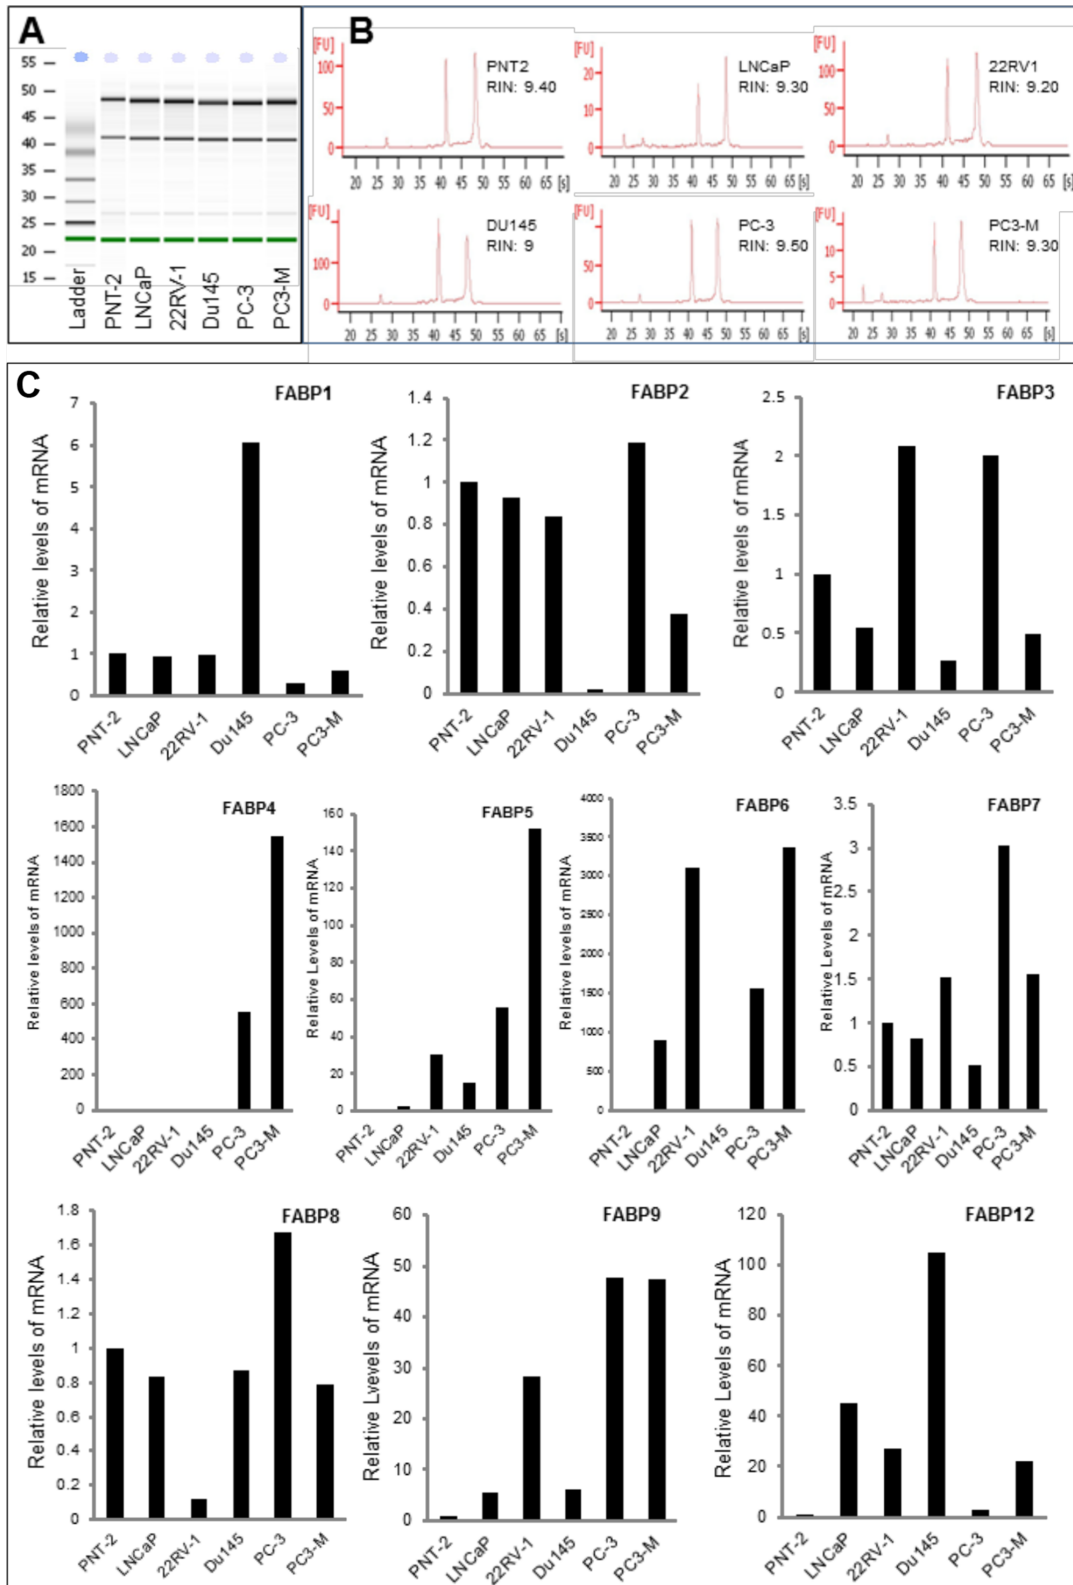 A
55
50
45
40
35
30
25
20
15
Ladder
PNT-2
LNCaP
22RV-1
Du145
PC-3
PC3-M
B
[FU]
PNT2
RIN: 9.40
100
50
0
20 25 30 35 40 45 50 55 60 65 [s]
[FU]
LNCaP
RIN: 9.30
20
10
0
20 25 30 35 40 45 50 55 60 65 [s]
[FU]
22RV1
RIN: 9.20
100
50
0
20 25 30 35 40 45 50 55 60 65 [s]
[FU]
DU145
RIN: 9
100
0
20 25 30 35 40 45 50 55 60 65 [s]
[FU]
PC-3
RIN: 9.50
50
0
20 25 30 35 40 45 50 55 60 65 [s]
[FU]
PC3-M
RIN: 9.30
15
10
5
0
20 25 30 35 40 45 50 55 60 65 [s]
C
FABP1
Relative levels of mRNA
7
6
5
4
3
2
1
0
PNT-2
LNCaP
22RV-1
Du145
PC-3
PC3-M
FABP2
Relative levels of mRNA
1.4
1.2
1
0.8
0.6
0.4
0.2
0
PNT-2
LNCaP
22RV-1
Du145
PC-3
PC3-M
FABP3
Relative levels of mRNA
2.5
2
1.5
1
0.5
0
PNT-2
LNCaP
22RV-1
Du145
PC-3
PC3-M
FABP4
Relative levels of mRNA
1800
1600
1400
1200
1000
800
600
400
200
0
PNT-2
LNCaP
22RV-1
Du145
PC-3
PC3-M
FABP5
Relative Levels of mRNA
160
140
120
100
80
60
40
20
0
PNT-2
LNCaP
22RV-1
Du145
PC-3
PC3-M
FABP6
Relative levels of mRNA
4000
3500
3000
2500
2000
1500
1000
500
0
PNT-2
LNCaP
22RV-1
Du145
PC-3
PC3-M
FABP7
Relative levels of mRNA
3.5
3
2.5
2
1.5
1
0.5
0
PNT-2
LNCaP
22RV-1
Du145
PC-3
PC3-M
FABP8
Relative levels of mRNA
1.8
1.6
1.4
1.2
1
0.8
0.6
0.4
0.2
0
PNT-2
LNCaP
22RV-1
Du145
PC-3
PC3-M
FABP9
Relative Lvevels of mRNA
60
50
40
30
20
10
0
PNT-2
LNCaP
22RV-1
Du145
PC-3
PC3-M
FABP12
Relative Levels of mRNA
120
100
80
60
40
20
0
PNT-2
LNCaP
22RV-1
Du145
PC-3
PC3-M